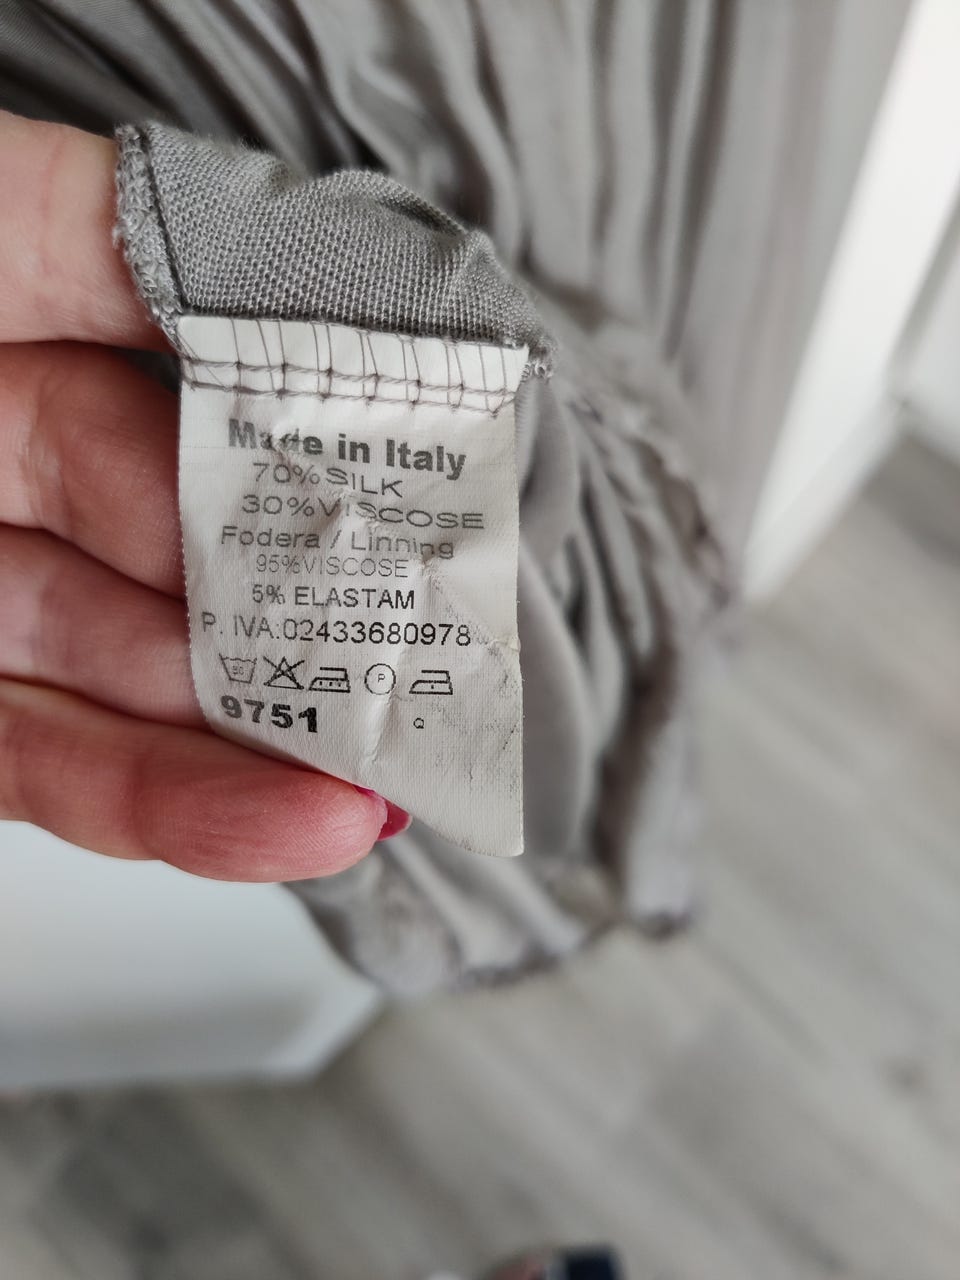 Made in Italy
70%SILK
30%VISCOSE
Fodera / Linning
95%VISCOSE
5% ELASTAM
P. IVA:02433680978
P
9751